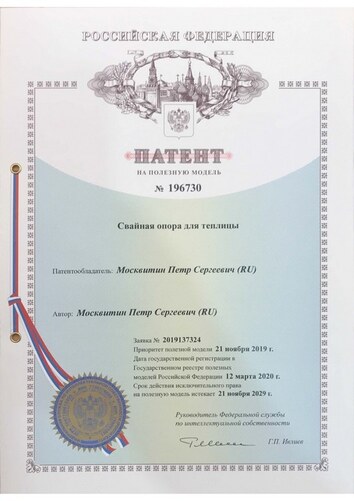 РОССИЙСКАЯ ФЕДЕРАЦИЯ
ПАТЕНТ
НА ПОЛЕЗНУЮ МОДЕЛЬ
№ 196730
Свайная опора для теплицы
Патентообладатель: Москвитин Петр Сергеевич (RU)
Автор: Москвитин Петр Сергеевич (RU)
Заявка № 2019137324
Приоритет полезной модели 21 ноября 2019 г.
Дата государственной регистрации в
Государственном реестре полезных
моделей Российской Федерации 12 марта 2020 г.
Срок действия исключительного права
на полезную модель истекает 21 ноября 2029 г.
Руководитель Федеральной службы
по интеллектуальной собственности
Г.П. Ивлиев